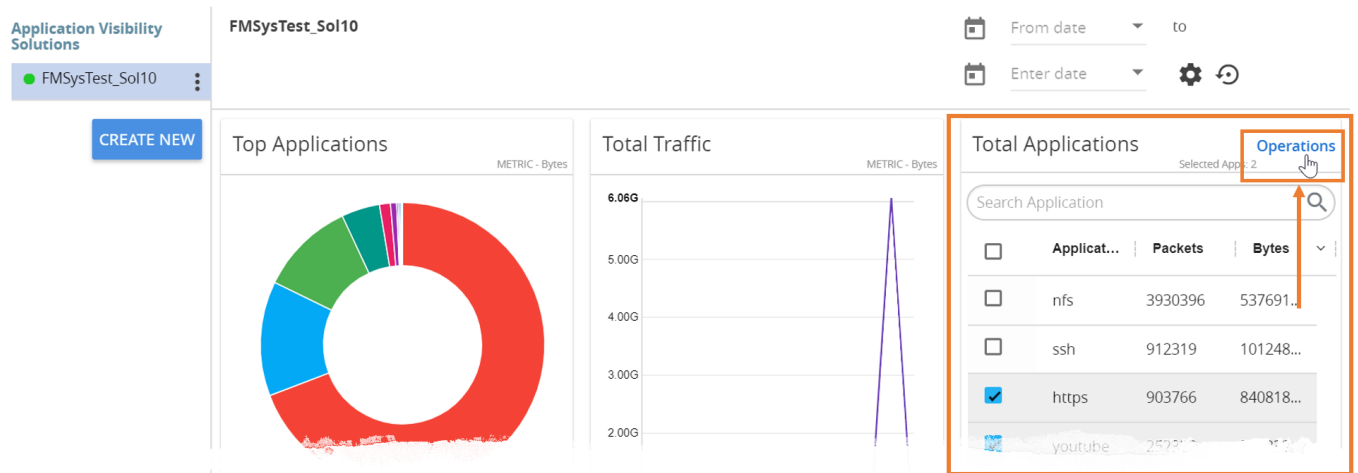 Application Visibility
Solutions
FMSysTest_Sol10
CREATE NEW
FMSysTest_Sol10
From date
to
Enter date
Top Applications
METRIC - Bytes
Total Traffic
METRIC - Bytes
6.06G
5.00G
4.00G
3.00G
2.00G
Total Applications
Operations
Selected Apps: 2
Search Application
Applicat... Packets Bytes
nfs 3930396 537691...
ssh 912319 101248...
https 903766 840818...
youtube